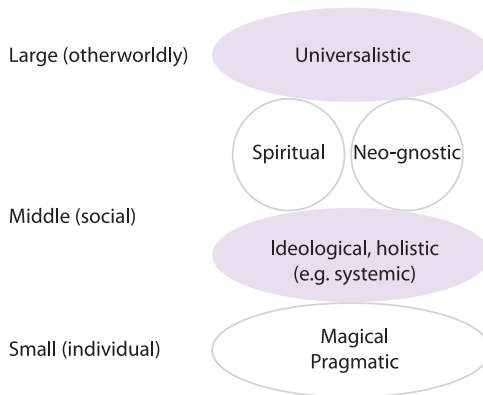 Large (otherworldly)
Universalistic
Spiritual
Neo-gnostic
Middle (social)
Ideological, holistic
(e.g. systemic)
Small (individual)
Magical
Pragmatic